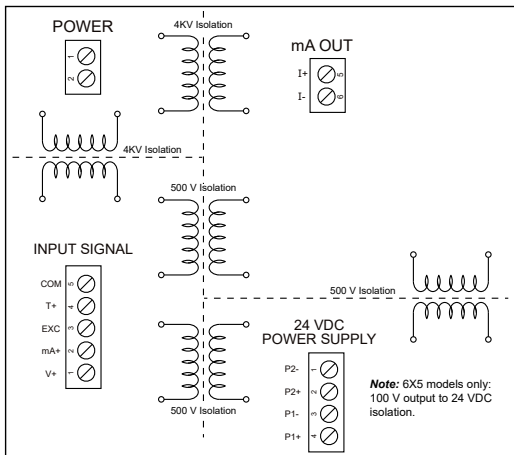 POWER
1
2
4KV Isolation
mA OUT
I+ 5
I- 6
4KV Isolation
500 V Isolation
INPUT SIGNAL
COM 5
T+ 4
EXC 3
mA+ 2
V+ 1
500 V Isolation
500 V Isolation
24 VDC
POWER SUPPLY
P2- 1
P2+ 2
P1- 3
P1+ 4
Note: 6X5 models only:
100 V output to 24 VDC
isolation.